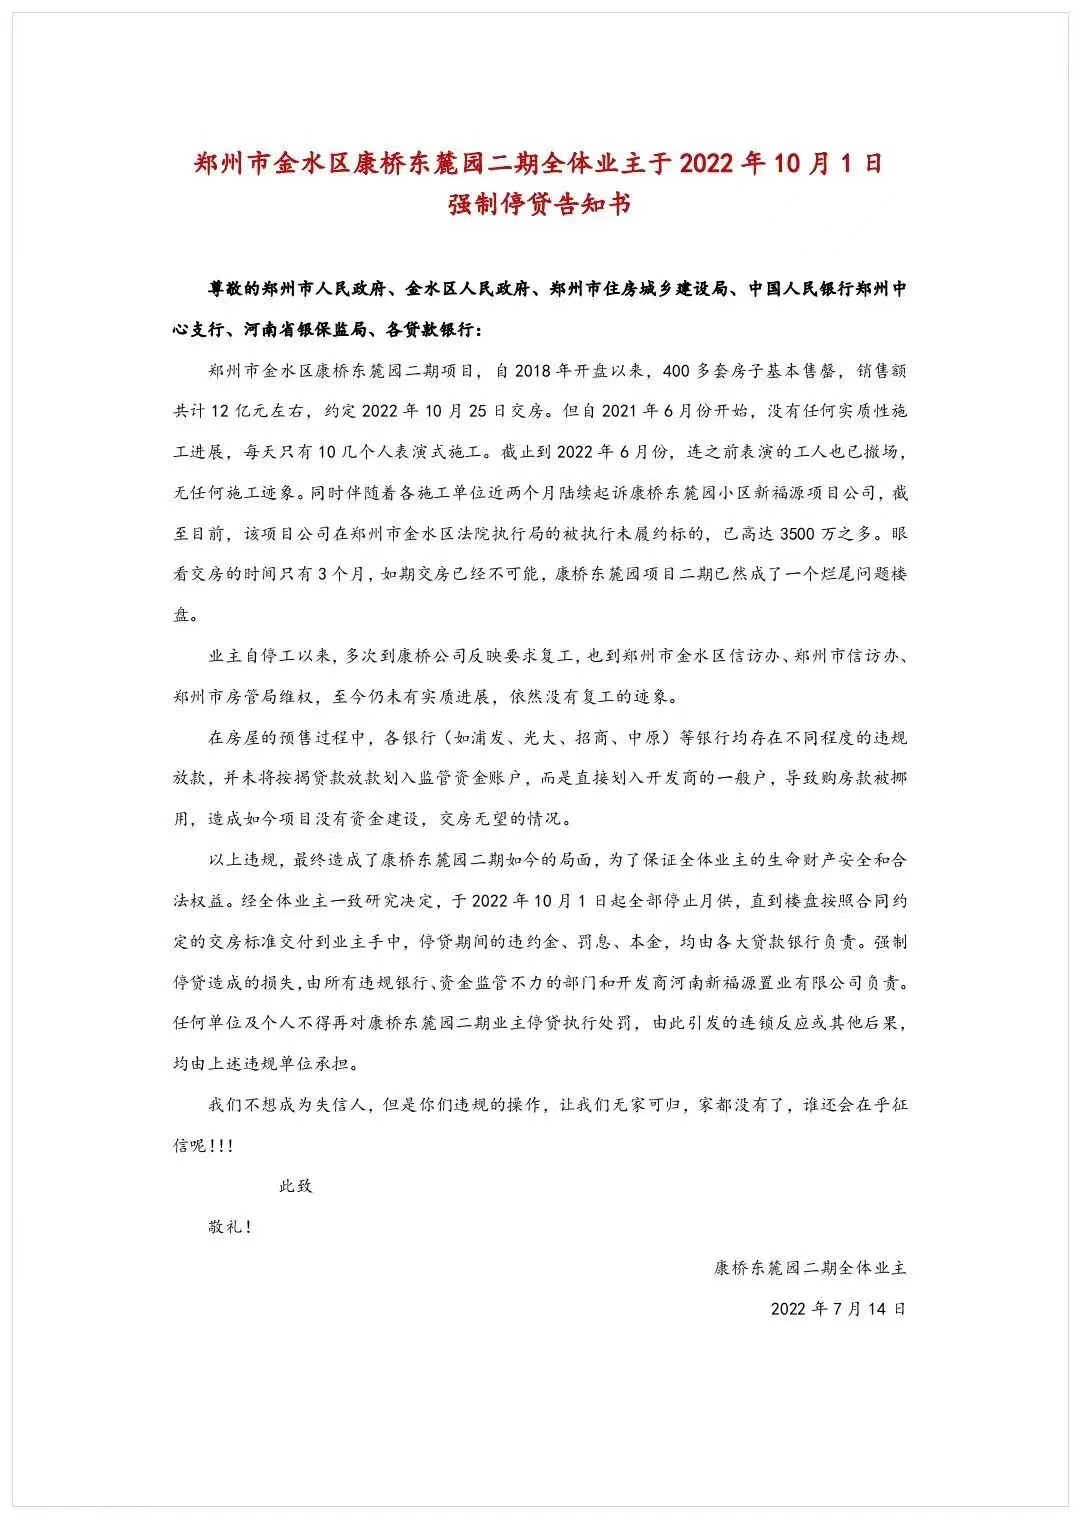 郑州市金水区康桥东麓园二期全体业主于 2022 年 10 月 1 日
强制停贷告知书
尊敬的郑州市人民政府、金水区人民政府、郑州市住房城乡建设局、中国人民银行郑州中
心支行、河南省银保监局、各贷款银行：
郑州市金水区康桥东麓园二期项目，自 2018 年开盘以来，400 多套房子基本售罄，销售额
共计 12 亿元左右，约定 2022 年 10 月 25 日交房。但自 2021 年 6 月份开始，没有任何实质性施
工进展，每天只有 10 几个人表演式施工。截止到 2022 年 6 月份，连之前表演的工人也已撤场，
无任何施工迹象。同时伴随着各施工单位近两个月陆续起诉康桥东麓园小区新福源项目公司，截
至目前，该项目公司在郑州市金水区法院执行局的被执行未履约标的，已高达 3500 万之多。眼
看交房的时间只有 3 个月，如期交房已经不可能，康桥东麓园项目二期已然成了一个烂尾问题楼
盘。
业主自停工以来，多次到康桥公司反映要求复工，也到郑州市金水区信访办、郑州市信访办、
郑州市房管局维权，至今仍未有实质进展，依然没有复工的迹象。
在房屋的预售过程中，各银行（如浦发、光大、招商、中原）等银行均存在不同程度的违规
放款，并未将按揭贷款放款划入监管资金账户，而是直接划入开发商的一般户，导致购房款被挪
用，造成如今项目没有资金建设，交房无望的情况。
以上违规，最终造成了康桥东麓园二期如今的局面，为了保证全体业主的生命财产安全和合
法权益。经全体业主一致研究决定，于 2022 年 10 月 1 日起全部停止月供，直到楼盘按照合同约
定的交房标准交付到业主手中，停贷期间的违约金、罚息、本金，均由各大贷款银行负责。强制
停贷造成的损失，由所有违规银行、资金监管不力的部门和开发商河南新福源置业有限公司负责。
任何单位及个人不得再对康桥东麓园二期业主停贷执行处罚，由此引发的连锁反应或其他后果，
均由上述违规单位承担。
我们不想成为失信人，但是你们违规的操作，让我们无家可归，家都没有了，谁还会在乎征
信呢！！！
此致
敬礼！
康桥东麓园二期全体业主
2022 年 7 月 14 日